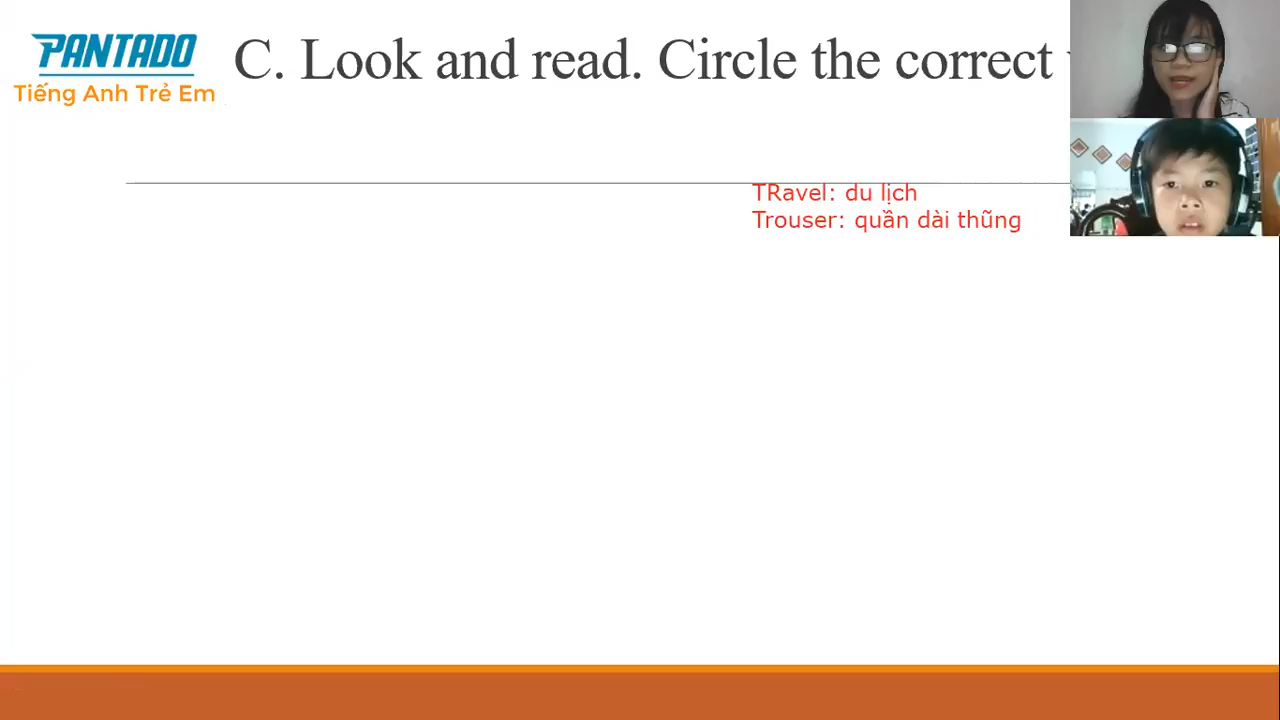 PANTADO
Tiếng Anh Trẻ Em
C. Look and read. Circle the correct
TRavel: du lịch
Trouser: quần dài thũng